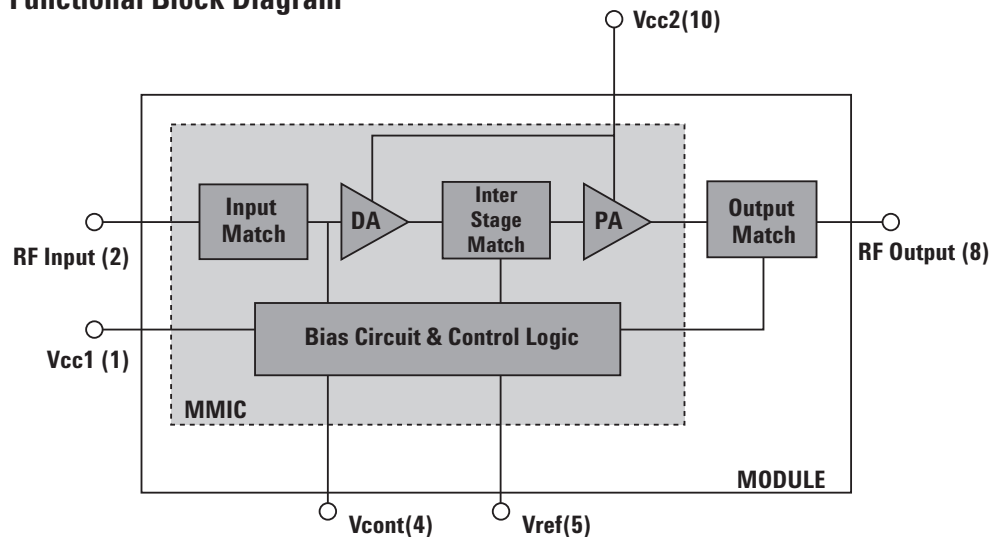 Functional Block Diagram
Vcc2(10)
Input
Match
DA
Inter
Stage
Match
PA
Output
Match
RF Input (2)
RF Output (8)
Bias Circuit & Control Logic
Vcc1 (1)
MMIC
MODULE
Vcont(4)
Vref(5)